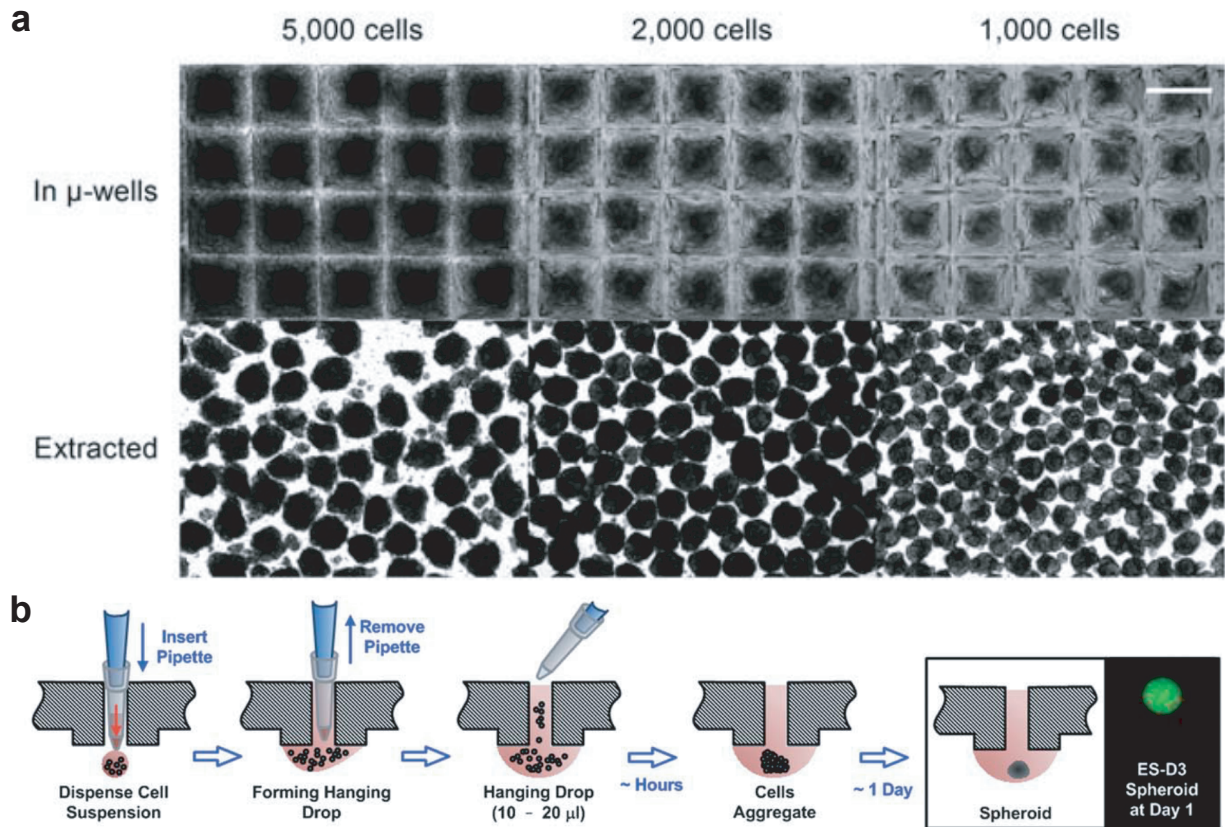 a
5,000 cells
2,000 cells
1,000 cells
In μ-wells
Extracted
b
Insert
Pipette
Remove
Pipette
Dispense Cell
Suspension
Forming Hanging
Drop
Hanging Drop
(10 - 20 μl)
~ Hours
Cells
Aggregate
~ 1 Day
Spheroid
ES-D3
Spheroid
at Day 1